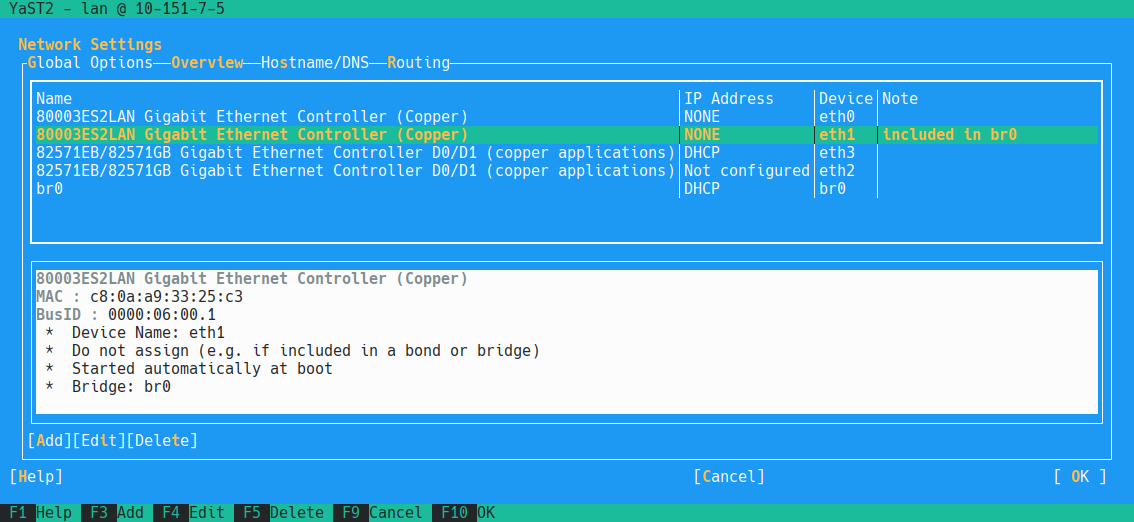 YaST2 - lan @ 10-151-7-5
Network Settings
Global Options Overview Hostname/DNS Routing
Name IP Address Device Note
80003ES2LAN Gigabit Ethernet Controller (Copper) NONE eth0
80003ES2LAN Gigabit Ethernet Controller (Copper) NONE eth1 included in br0
82571EB/82571GB Gigabit Ethernet Controller D0/D1 (copper applications) DHCP eth3
82571EB/82571GB Gigabit Ethernet Controller D0/D1 (copper applications) Not configured eth2
br0 DHCP br0
80003ES2LAN Gigabit Ethernet Controller (Copper)
MAC : c8:0a:a9:33:25:c3
BusID : 0000:06:00.1
* Device Name: eth1
* Do not assign (e.g. if included in a bond or bridge)
* Started automatically at boot
* Bridge: br0
[Add][Edit][Delete]
[Help] [Cancel] [ OK ]
F1 Help F3 Add F4 Edit F5 Delete F9 Cancel F10 OK